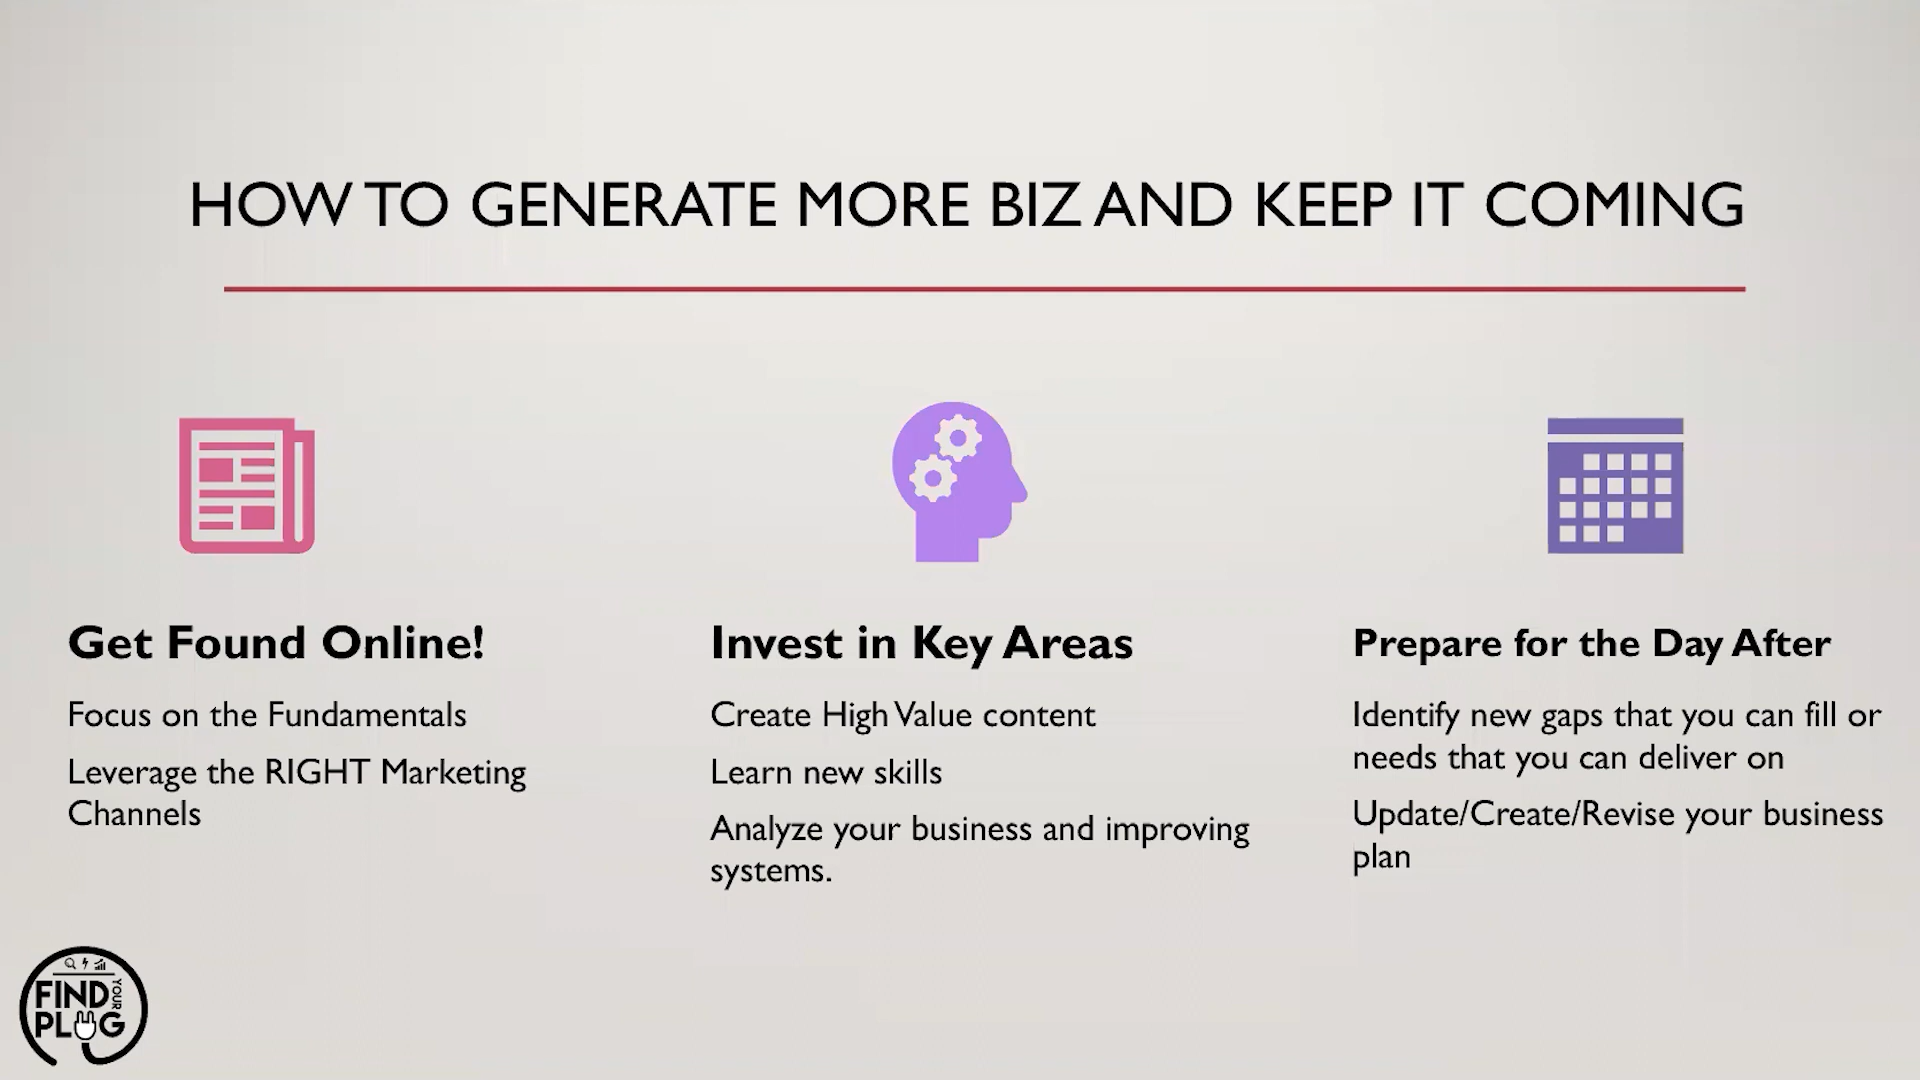 HOW TO GENERATE MORE BIZ AND KEEP IT COMING
Get Found Online!
Focus on the Fundamentals
Leverage the RIGHT Marketing
Channels
Invest in Key Areas
Create High Value content
Learn new skills
Analyze your business and improving
systems.
Prepare for the Day After
Identify new gaps that you can fill or
needs that you can deliver on
Update/Create/Revise your business
plan
FIND
YOUR
PLUG